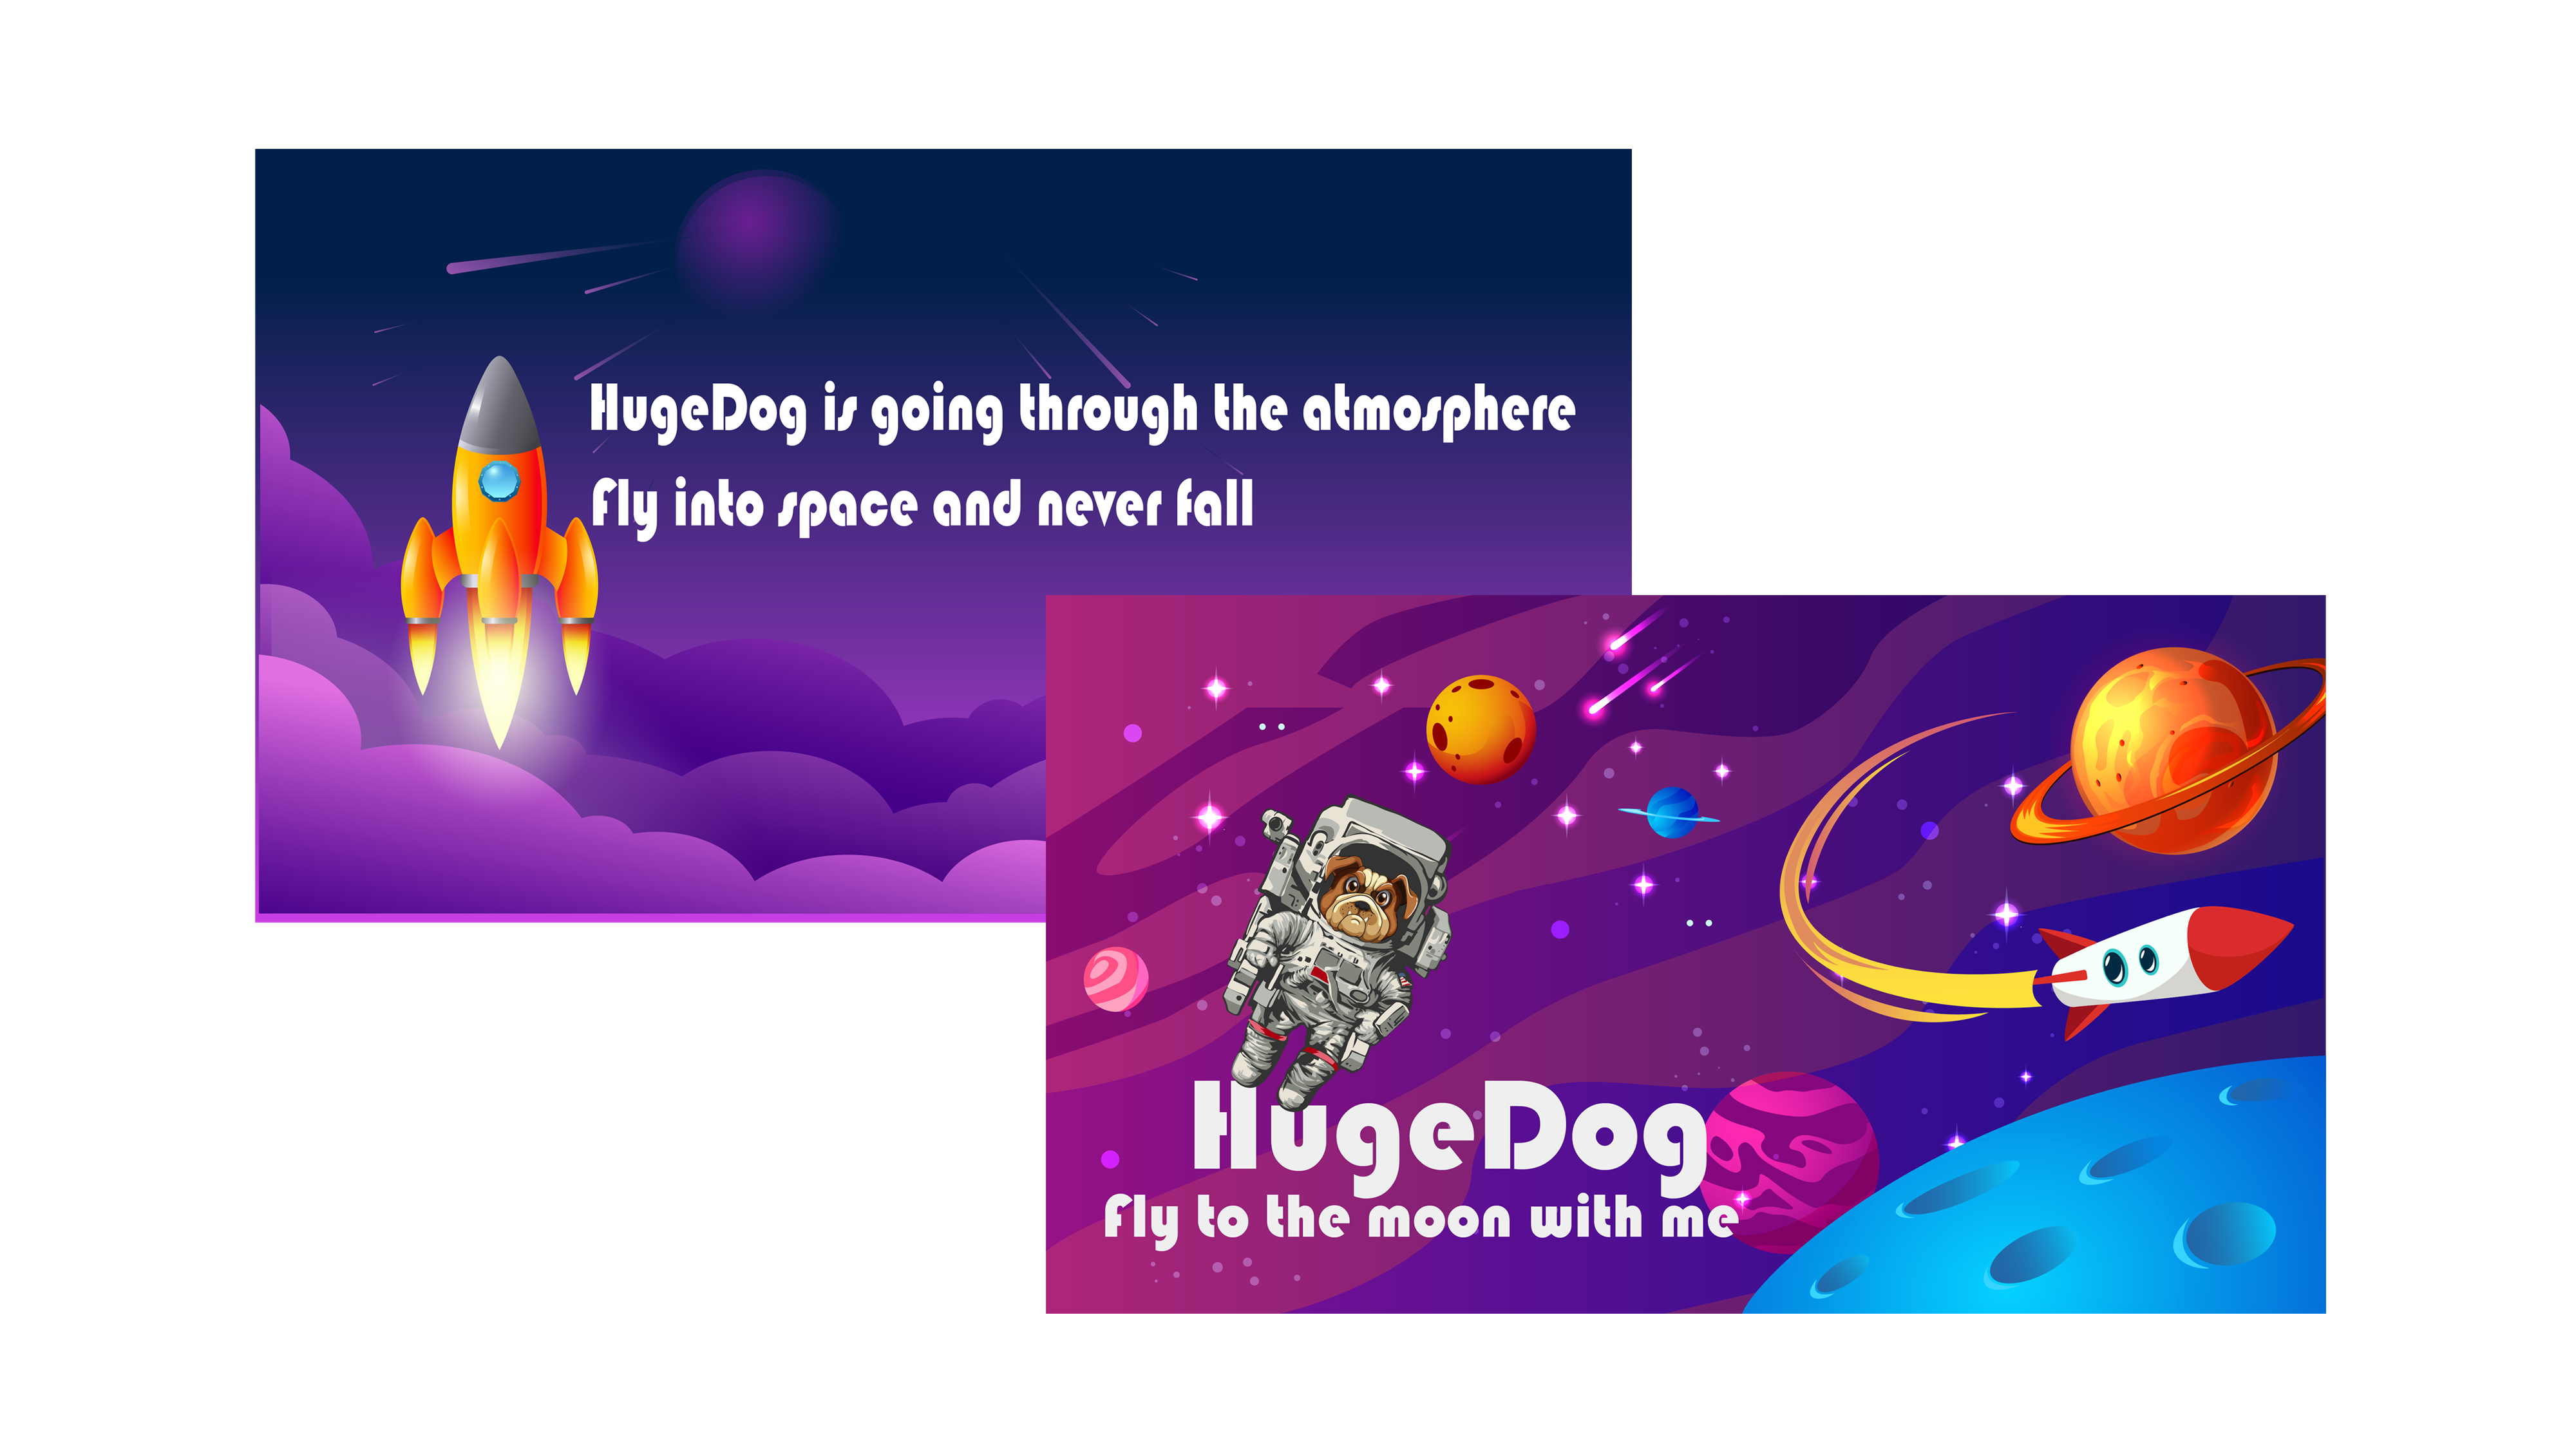 HugeDog is going through the atmosphere
Fly into space and never fall
HugeDog
Fly to the moon with me